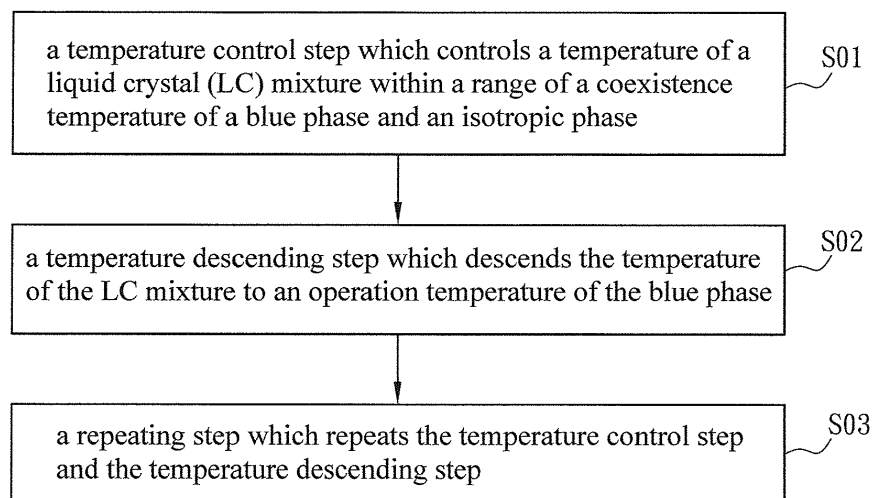 a temperature control step which controls a temperature of a
liquid crystal (LC) mixture within a range of a coexistence
temperature of a blue phase and an isotropic phase
S01
a temperature descending step which descends the temperature
of the LC mixture to an operation temperature of the blue phase
S02
a repeating step which repeats the temperature control step
and the temperature descending step
S03